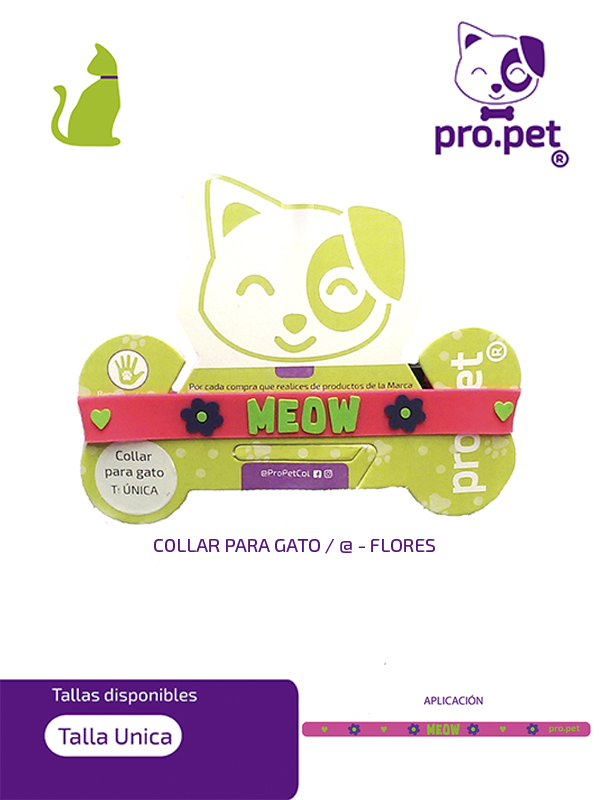 pro.pet
®
Por cada compra que realices de productos de la Marca
pro.pet®
MEOW
Collar
para gato
T: ÚNICA
@ProPetCol
COLLAR PARA GATO / @ - FLORES
Tallas disponibles
Talla Unica
APLICACIÓN
MEOW
pro.pet